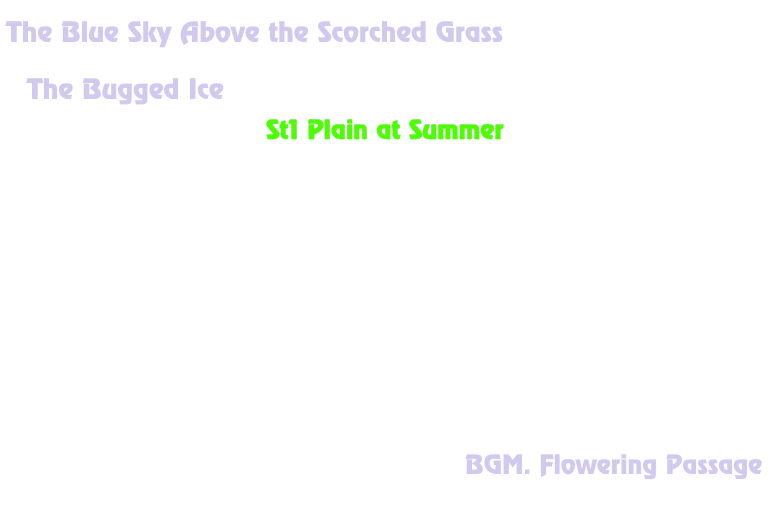 The Blue Sky Above the Scorched Grass
The Bugged Ice
St1 Plain at Summer
BGM. Flowering Passage